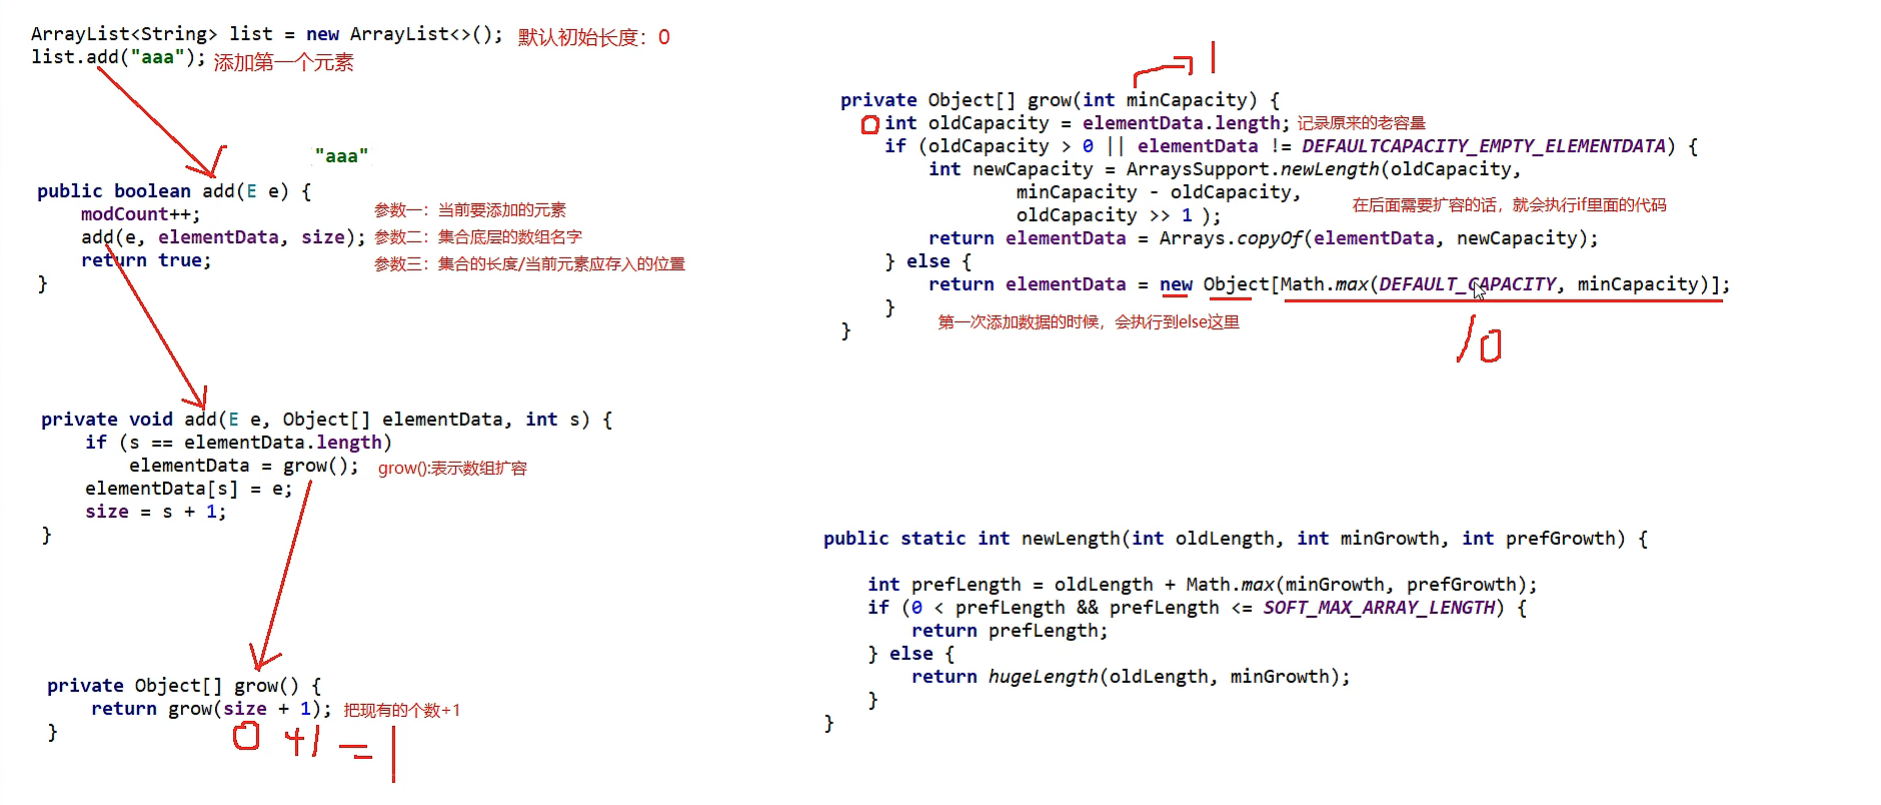 ArrayList<String> list = new ArrayList<>(); 默认初始长度：0
list.add("aaa"); 添加第一个元素
"aaa"
public boolean add(E e) {
modCount++; 参数一：当前要添加的元素
add(e, elementData, size); 参数二：集合底层的数组名字
return true; 参数三：集合的长度/当前元素应存入的位置
}
private void add(E e, Object[] elementData, int s) {
if (s == elementData.length)
elementData = grow(); grow():表示数组扩容
elementData[s] = e;
size = s + 1;
}
private Object[] grow() {
return grow(size + 1); 把现有的个数+1
}
0 +1 = 1
1
private Object[] grow(int minCapacity) {
0 int oldCapacity = elementData.length; 记录原来的老容量
if (oldCapacity > 0 || elementData != DEFAULTCAPACITY_EMPTY_ELEMENTDATA) {
int newCapacity = ArraysSupport.newLength(oldCapacity,
minCapacity - oldCapacity, 在后面需要扩容的话，就会执行if里面的代码
oldCapacity >> 1 );
return elementData = Arrays.copyOf(elementData, newCapacity);
} else {
return elementData = new Object[Math.max(DEFAULT_CAPACITY, minCapacity)];
}
第一次添加数据的时候，会执行到else这里
}
10
public static int newLength(int oldLength, int minGrowth, int prefGrowth) {
int prefLength = oldLength + Math.max(minGrowth, prefGrowth);
if (0 < prefLength && prefLength <= SOFT_MAX_ARRAY_LENGTH) {
return prefLength;
} else {
return hugeLength(oldLength, minGrowth);
}
}